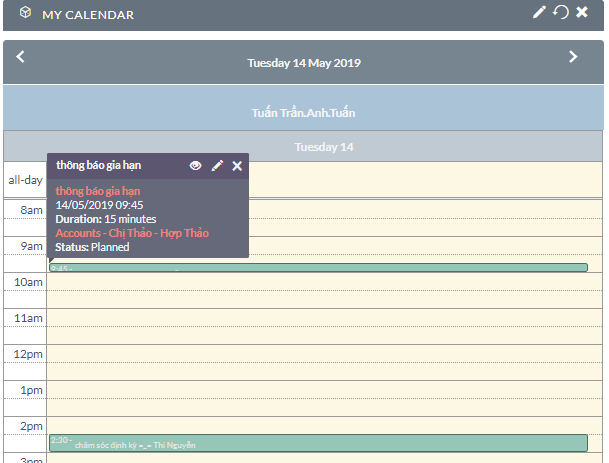 MY CALENDAR
Tuesday 14 May 2019
Tuấn Trần.Anh.Tuấn
Tuesday 14
all-day
thông báo gia hạn
thông báo gia hạn
14/05/2019 09:45
Duration: 15 minutes
Accounts - Chị Thảo - Hợp Thảo
Status: Planned
8am
9am
9:45 -
10am
11am
12pm
1pm
2pm
2:30 -
chăm sóc định kỳ =_= Thi Nguyễn
3pm